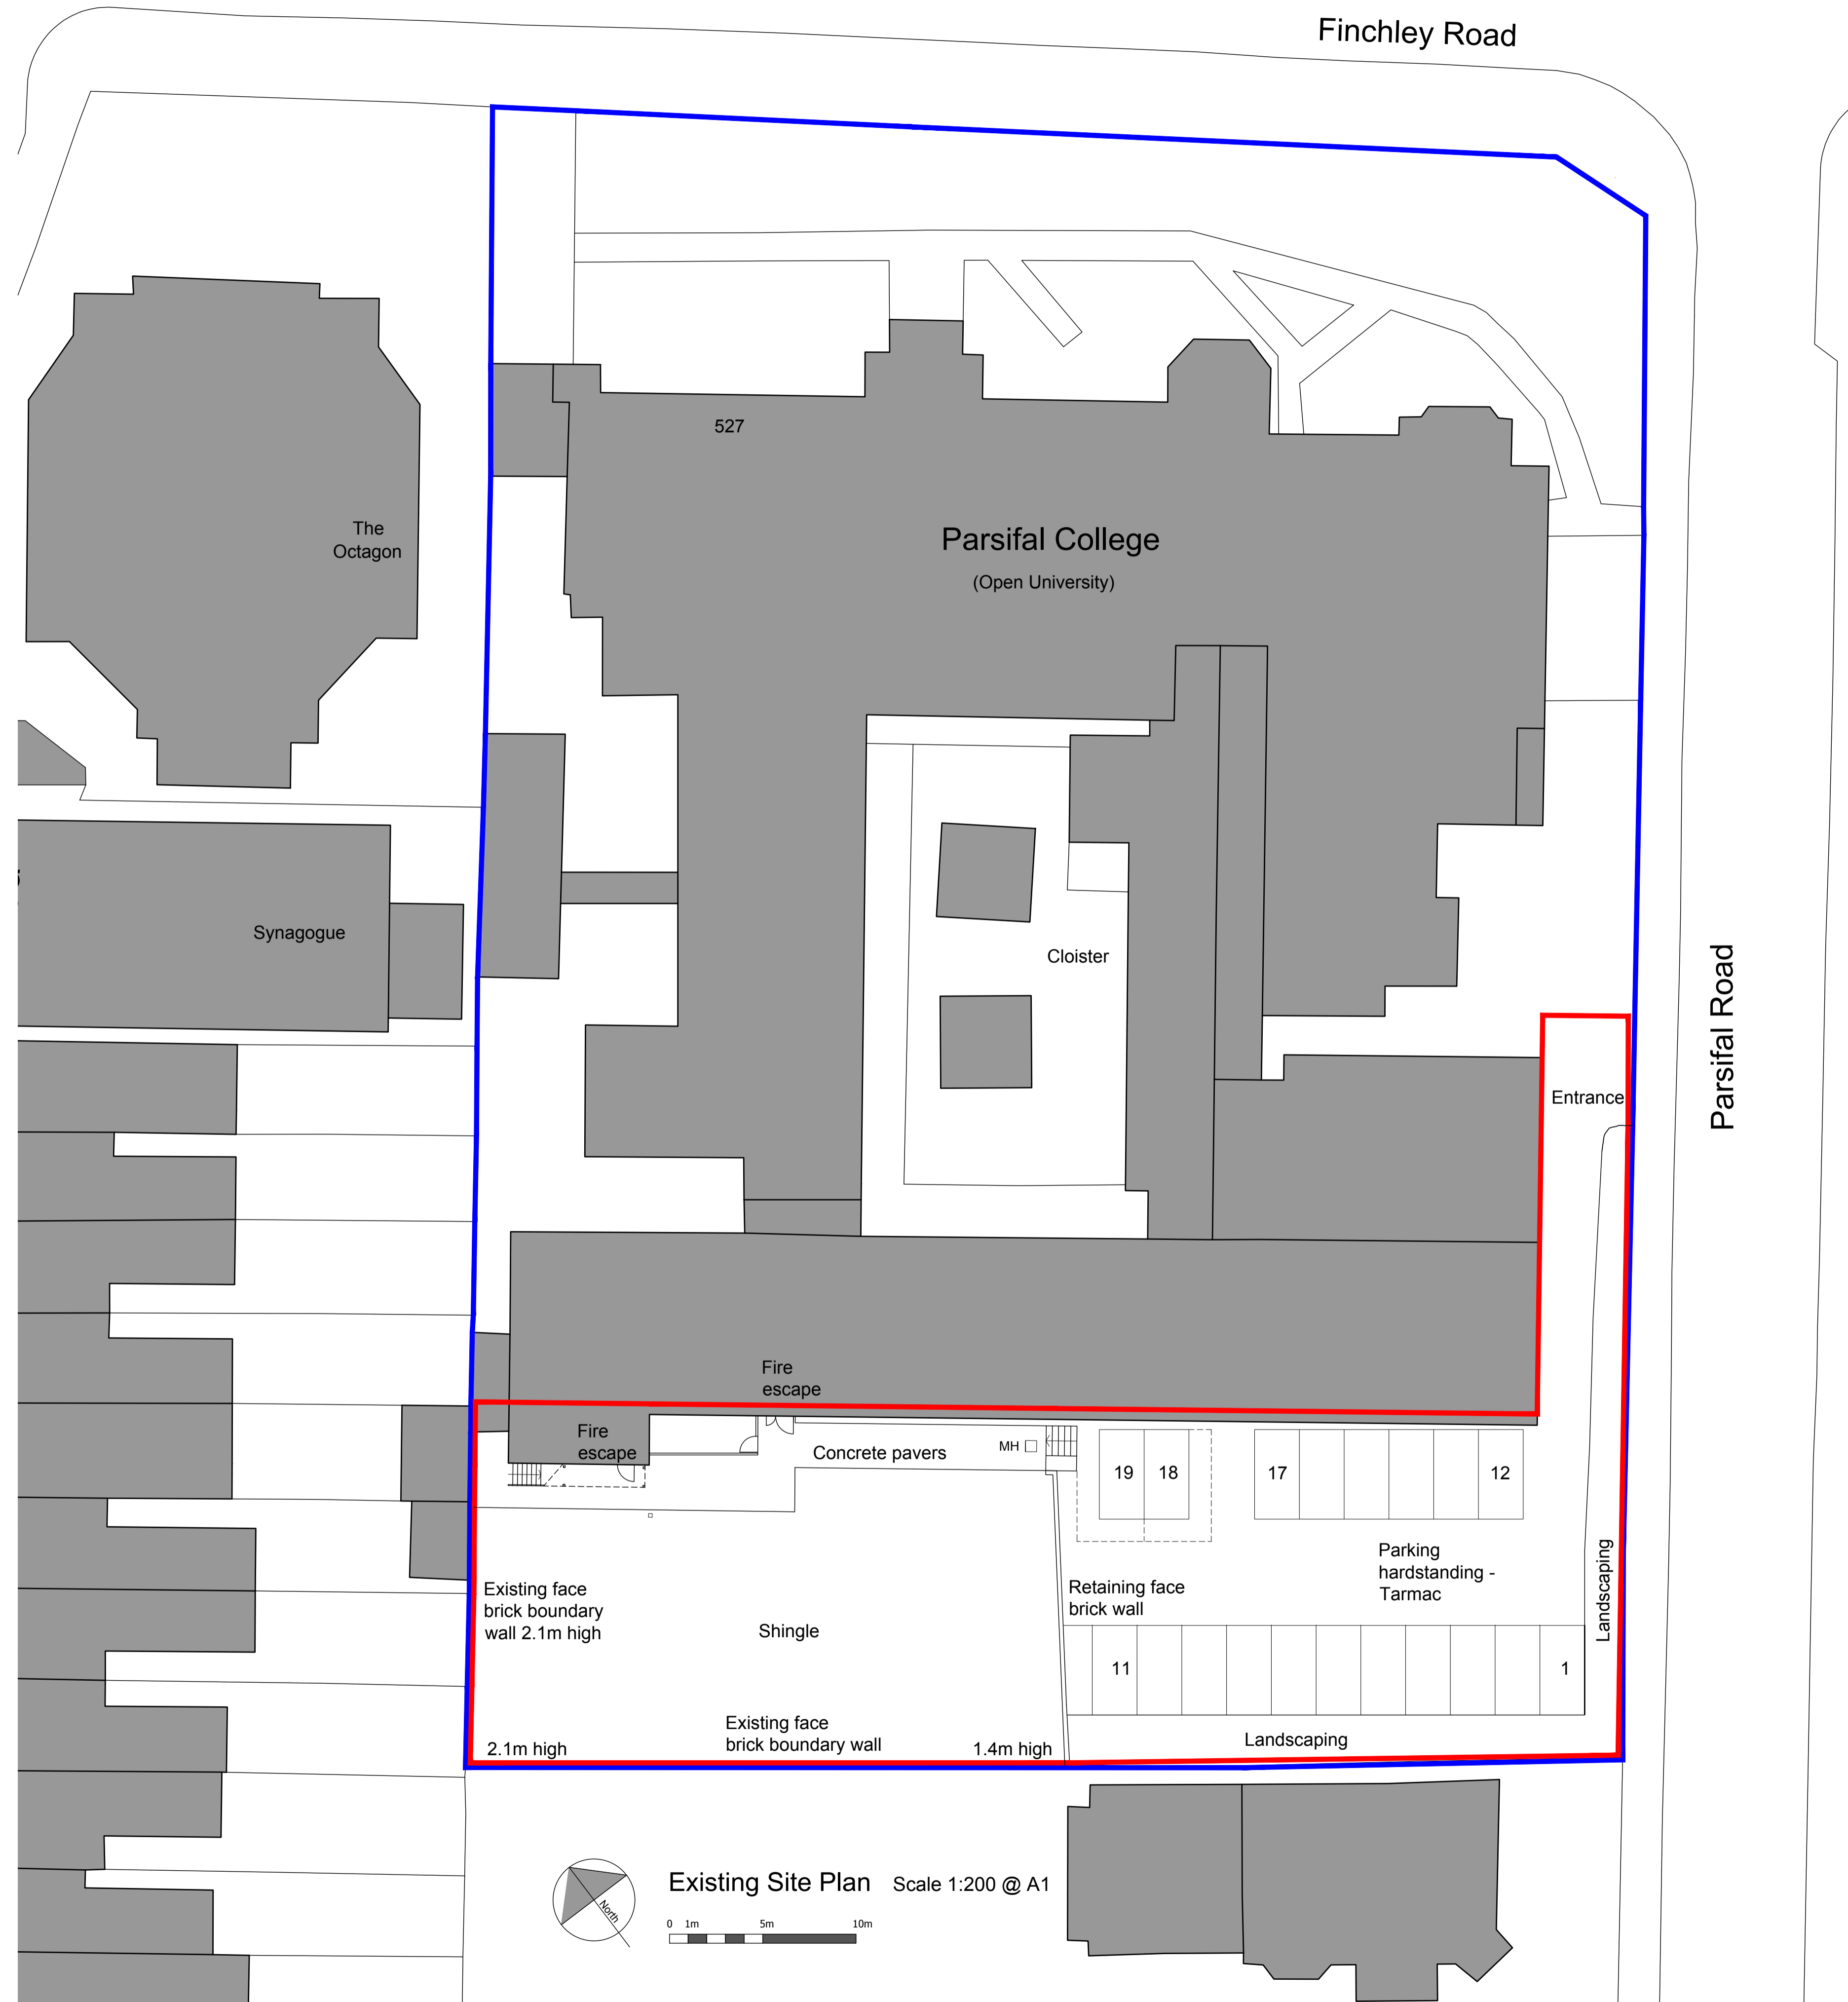 Finchley Road
527
The
Octagon
Parsifal College
(Open University)
Synagogue
Cloister
Parsifal Road
Entrance
Fire
escape
Fire
escape
Concrete pavers
MH
19
18
17
12
Parking
hardstanding -
Tarmac
Landscaping
Existing face
brick boundary
wall 2.1m high
Retaining face
brick wall
Shingle
11
1
Existing face
brick boundary wall
2.1m high
1.4m high
Landscaping
North
Existing Site Plan Scale 1:200 @ A1
0 1m 5m 10m